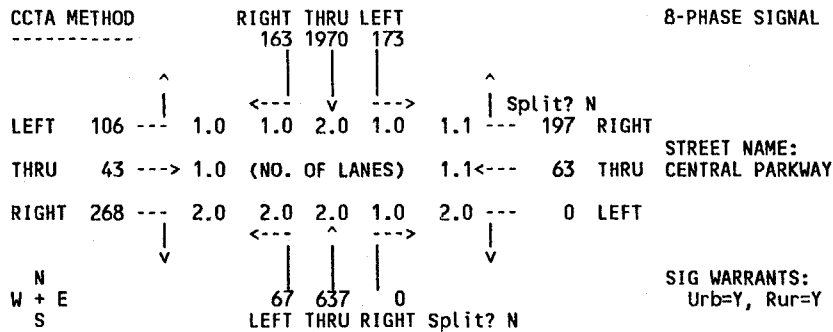 CCTA METHOD RIGHT THRU LEFT 8-PHASE SIGNAL
----------- 163 1970 173
^ | | | ^
| <--- v ---> | Split? N
LEFT 106 --- 1.0 1.0 2.0 1.0 1.1 --- 197 RIGHT
STREET NAME:
THRU 43 ---> 1.0 (NO. OF LANES) 1.1<--- 63 THRU CENTRAL PARKWAY
RIGHT 268 --- 2.0 2.0 2.0 1.0 2.0 --- 0 LEFT
| <--- ^ ---> |
v | | | v
N SIG WARRANTS:
W + E 67 637 0 Urb=Y, Rur=Y
S LEFT THRU RIGHT Split? N